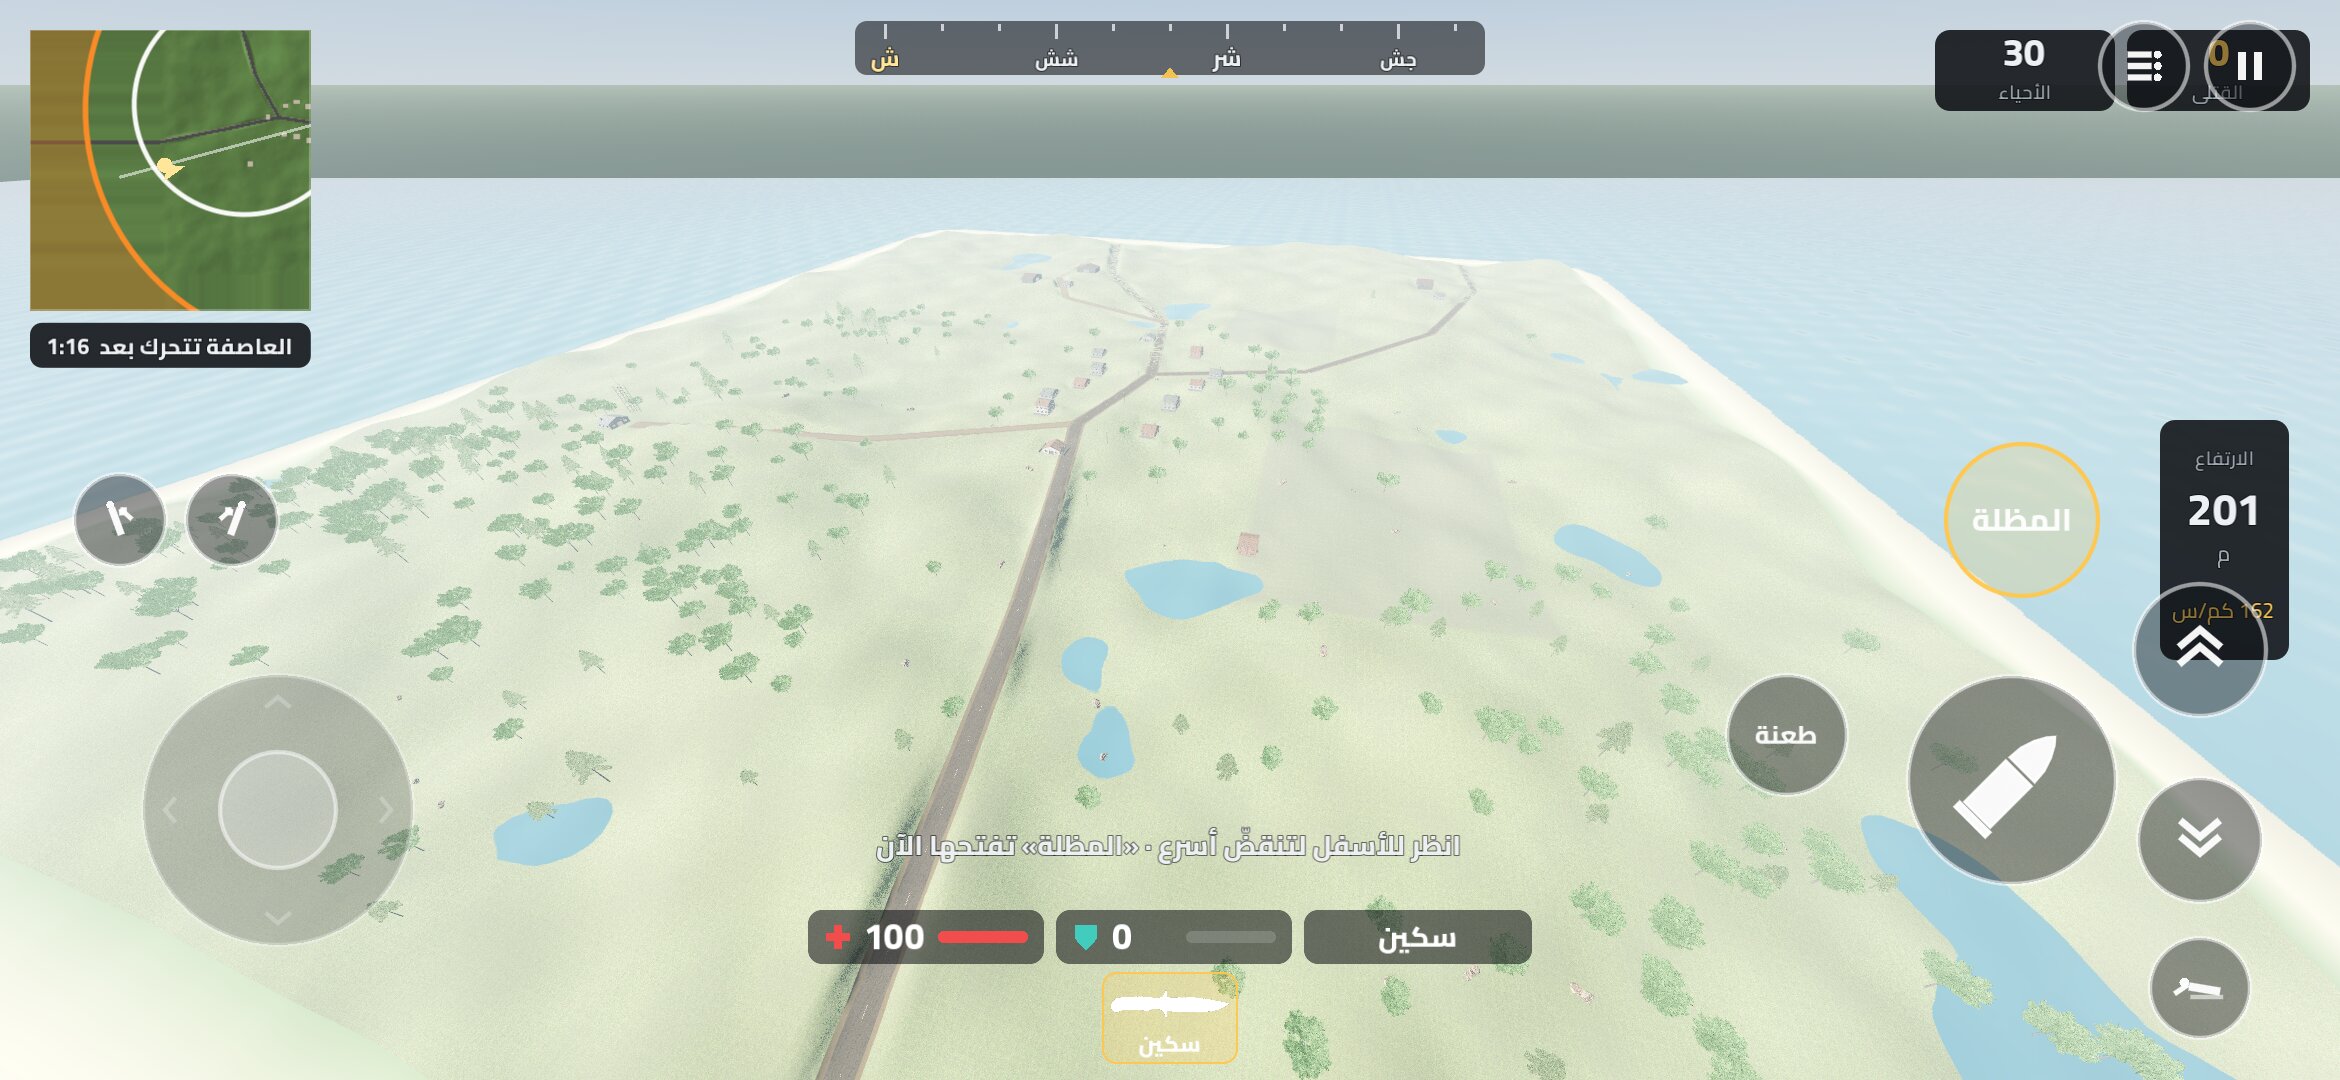 ش شش شر جش
30
الأحياء
0
القتلى
العاصفة تتحرك بعد 1:16
الارتفاع
201
م
162 كم/س
المظلة
طعنة
انظر للأسفل لتنقضّ أسرع · «المظلة» تفتحها الآن
100
0
سكين
سكين